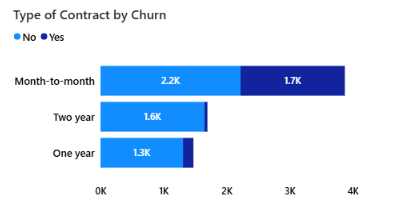 Type of Contract by Churn
No Yes
Month-to-month 2.2K 1.7K
Two year 1.6K
One year 1.3K
0K 1K 2K 3K 4K